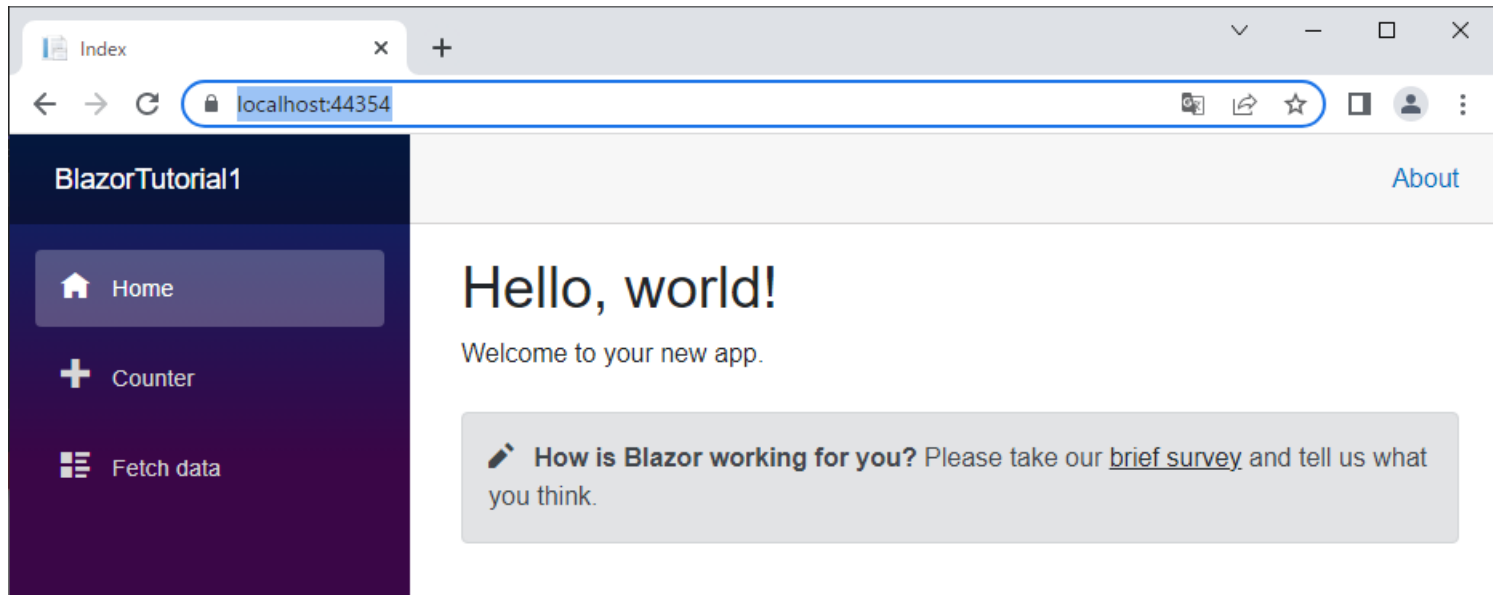 Index
localhost:44354
BlazorTutorial1
About
Home
Counter
Fetch data
Hello, world!
Welcome to your new app.
How is Blazor working for you? Please take our brief survey and tell us what
you think.